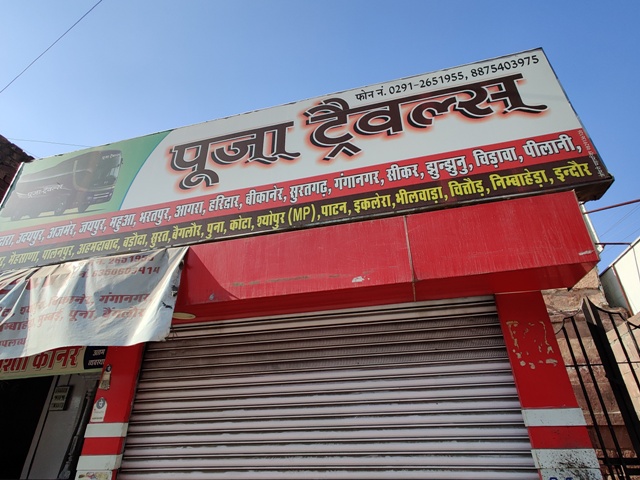 फोन नं. 0291-2651955, 8875403975
पूजा ट्रैवल्स
उदयपुर, अजमेर, जयपुर, महुआ, भरतपुर, आगरा, हरिद्वार, बीकानेर, सुरतगढ़, गंगानगर, सीकर, झुन्झुनु, चिड़ावा, पीलानी,
मेहसाणा, पालनपुर, अहमदाबाद, बडोदा, सुरत, बेंगलोर, पुना, कोटा, श्योपुर (MP), पाटन, इकलेरा, भीलवाड़ा, चित्तोड़, निम्बाहेड़ा, इन्दौर
गंगानगर
पूना, बेंगलोर
कॉर्नर